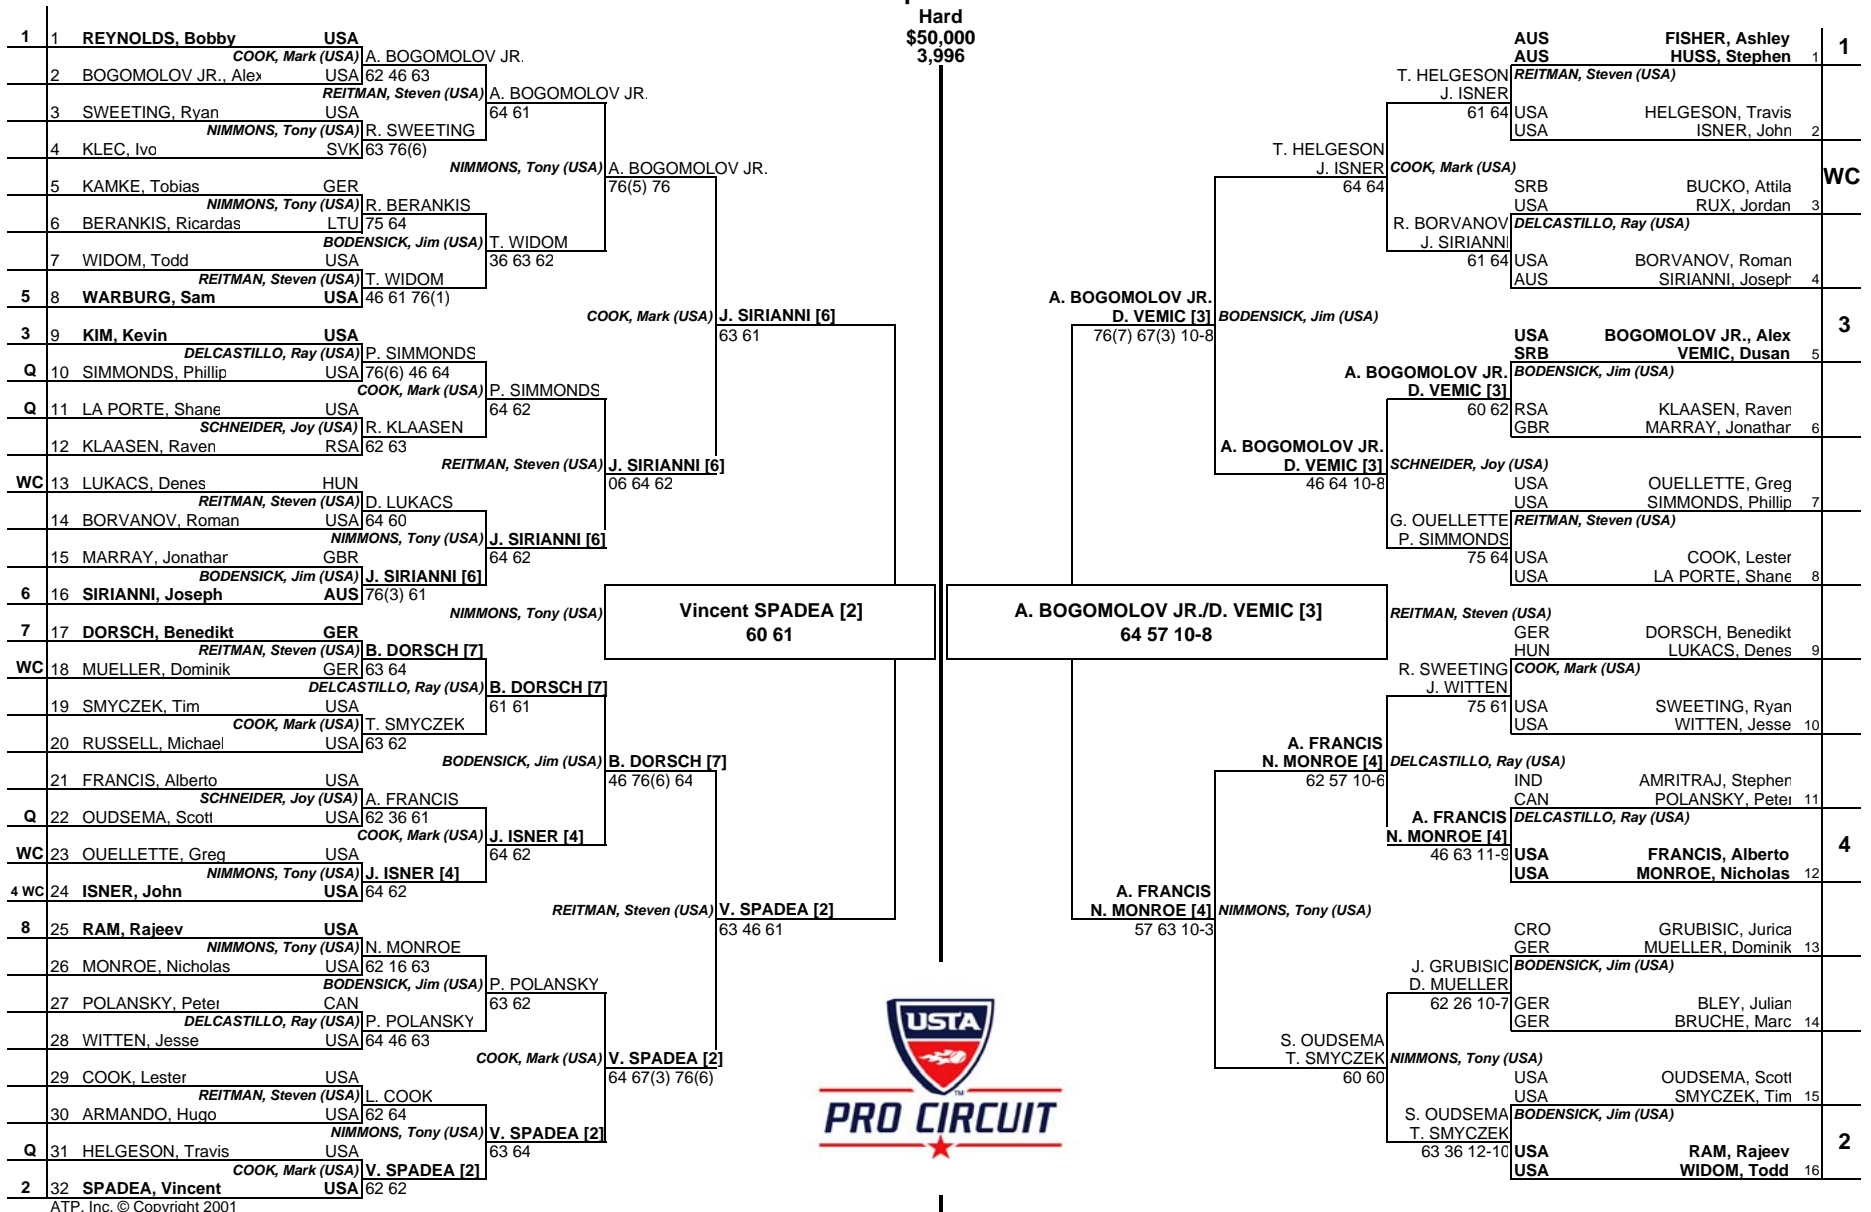 Hard
$50,000
3,996
1 1 REYNOLDS, Bobby USA
COOK, Mark (USA) A. BOGOMOLOV JR.
2 BOGOMOLOV JR., Alex USA 62 46 63
REITMAN, Steven (USA) A. BOGOMOLOV JR.
3 SWEETING, Ryan USA 64 61
NIMMONS, Tony (USA) R. SWEETING
4 KLEC, Ivo SVK 63 76(6)
NIMMONS, Tony (USA) A. BOGOMOLOV JR.
5 KAMKE, Tobias GER 76(5) 76
NIMMONS, Tony (USA) R. BERANKIS
6 BERANKIS, Ricardas LTU 75 64
BODENSICK, Jim (USA) T. WIDOM
7 WIDOM, Todd USA 36 63 62
REITMAN, Steven (USA) T. WIDOM
5 8 WARBURG, Sam USA 46 61 76(1)
COOK, Mark (USA) J. SIRIANNI [6]
3 9 KIM, Kevin USA 63 61
DELCASTILLO, Ray (USA) P. SIMMONDS
Q 10 SIMMONDS, Phillip USA 76(6) 46 64
COOK, Mark (USA) P. SIMMONDS
Q 11 LA PORTE, Shane USA 64 62
SCHNEIDER, Joy (USA) R. KLAASEN
12 KLAASEN, Raven RSA 62 63
REITMAN, Steven (USA) J. SIRIANNI [6]
WC 13 LUKACS, Denes HUN 06 64 62
REITMAN, Steven (USA) D. LUKACS
14 BORVANOV, Roman USA 64 60
NIMMONS, Tony (USA) J. SIRIANNI [6]
15 MARRAY, Jonathan GBR 64 62
BODENSICK, Jim (USA) J. SIRIANNI [6]
6 16 SIRIANNI, Joseph AUS 76(3) 61
NIMMONS, Tony (USA) Vincent SPADEA [2]
60 61
7 17 DORSCH, Benedikt GER
REITMAN, Steven (USA) B. DORSCH [7]
WC 18 MUELLER, Dominik GER 63 64
DELCASTILLO, Ray (USA) B. DORSCH [7]
19 SMYCZEK, Tim USA 61 61
COOK, Mark (USA) T. SMYCZEK
20 RUSSELL, Michael USA 63 62
BODENSICK, Jim (USA) B. DORSCH [7]
21 FRANCIS, Alberto USA 46 76(6) 64
SCHNEIDER, Joy (USA) A. FRANCIS
Q 22 OUDSEMA, Scott USA 62 36 61
COOK, Mark (USA) J. ISNER [4]
WC 23 OUELLETTE, Greg USA 64 62
NIMMONS, Tony (USA) J. ISNER [4]
4 WC 24 ISNER, John USA 64 62
REITMAN, Steven (USA) V. SPADEA [2]
8 25 RAM, Rajeev USA 63 46 61
NIMMONS, Tony (USA) N. MONROE
26 MONROE, Nicholas USA 62 16 63
BODENSICK, Jim (USA) P. POLANSKY
27 POLANSKY, Peter CAN 63 62
DELCASTILLO, Ray (USA) P. POLANSKY
28 WITTEN, Jesse USA 64 46 63
COOK, Mark (USA) V. SPADEA [2]
29 COOK, Lester USA 64 67(3) 76(6)
REITMAN, Steven (USA) L. COOK
30 ARMANDO, Hugo USA 62 64
NIMMONS, Tony (USA) V. SPADEA [2]
Q 31 HELGESON, Travis USA 63 64
COOK, Mark (USA) V. SPADEA [2]
2 32 SPADEA, Vincent USA 62 62
ATP, Inc. © Copyright 2001
AUS FISHER, Ashley 1
AUS HUSS, Stephen 1
T. HELGESON REITMAN, Steven (USA)
J. ISNER
61 64 USA HELGESON, Travis
USA ISNER, John 2
T. HELGESON
J. ISNER COOK, Mark (USA) WC
64 64 SRB BUCKO, Attila
USA RUX, Jordan 3
R. BORVANOV DELCASTILLO, Ray (USA)
J. SIRIANNI
61 64 USA BORVANOV, Roman
AUS SIRIANNI, Joseph 4
A. BOGOMOLOV JR.
D. VEMIC [3] BODENSICK, Jim (USA) 3
76(7) 67(3) 10-8 USA BOGOMOLOV JR., Alex
SRB VEMIC, Dusan 5
A. BOGOMOLOV JR. BODENSICK, Jim (USA)
D. VEMIC [3]
60 62 RSA KLAASEN, Raven
GBR MARRAY, Jonathan 6
A. BOGOMOLOV JR.
D. VEMIC [3] SCHNEIDER, Joy (USA)
46 64 10-8 USA OUELLETTE, Greg
USA SIMMONDS, Phillip 7
G. OUELLETTE REITMAN, Steven (USA)
P. SIMMONDS
75 64 USA COOK, Lester
USA LA PORTE, Shane 8
A. BOGOMOLOV JR./D. VEMIC [3] REITMAN, Steven (USA)
64 57 10-8 GER DORSCH, Benedikt
HUN LUKACS, Denes 9
R. SWEETING COOK, Mark (USA)
J. WITTEN
75 61 USA SWEETING, Ryan
USA WITTEN, Jesse 10
A. FRANCIS
N. MONROE [4] DELCASTILLO, Ray (USA)
62 57 10-6 IND AMRITRAJ, Stephen
CAN POLANSKY, Peter 11
A. FRANCIS DELCASTILLO, Ray (USA)
N. MONROE [4] 4
46 63 11-9 USA FRANCIS, Alberto
USA MONROE, Nicholas 12
A. FRANCIS
N. MONROE [4] NIMMONS, Tony (USA)
57 63 10-3 CRO GRUBISIC, Jurica
GER MUELLER, Dominik 13
J. GRUBISIC BODENSICK, Jim (USA)
D. MUELLER
62 26 10-7 GER BLEY, Julian
GER BRUCHE, Marc 14
S. OUDSEMA
T. SMYCZEK NIMMONS, Tony (USA)
60 60 USA OUDSEMA, Scott
USA SMYCZEK, Tim 15
S. OUDSEMA BODENSICK, Jim (USA)
T. SMYCZEK 2
63 36 12-10 USA RAM, Rajeev
USA WIDOM, Todd 16
USTA
TM
PRO CIRCUIT